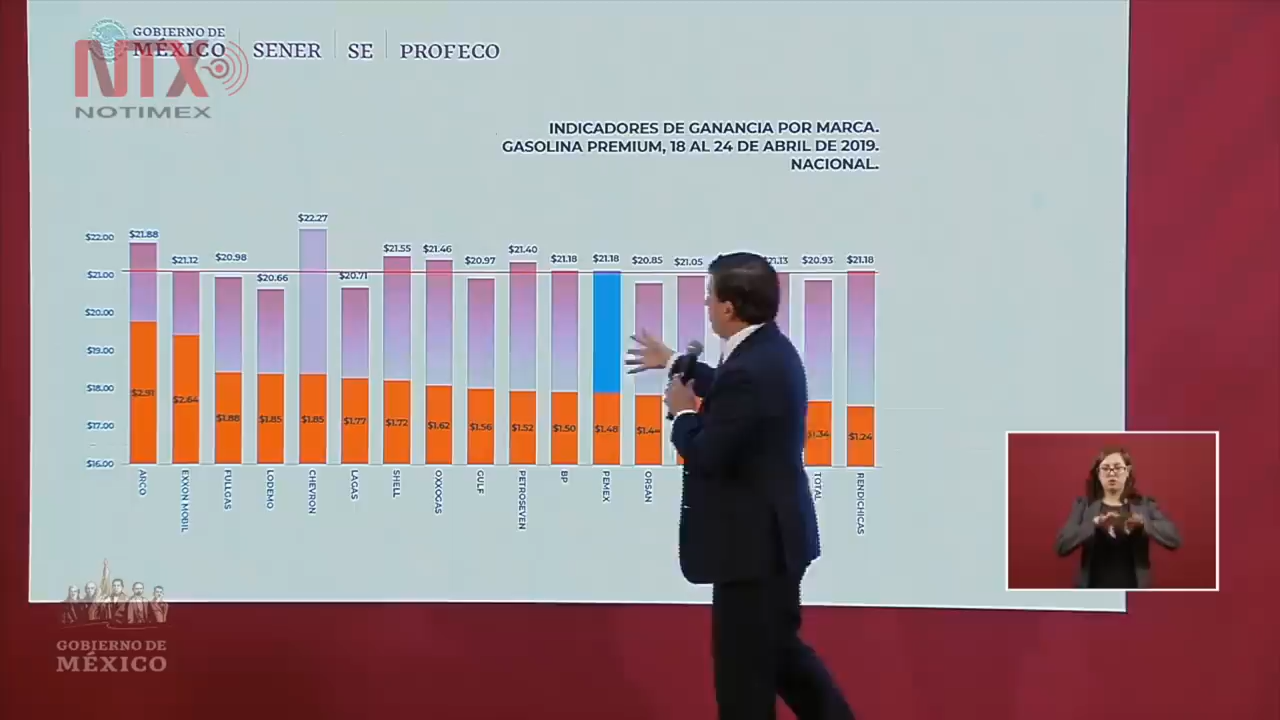 GOBIERNO DE
MÉXICO
SENER
SE
PROFECO
NTX
NOTIMEX
INDICADORES DE GANANCIA POR MARCA.
GASOLINA PREMIUM, 18 AL 24 DE ABRIL DE 2019.
NACIONAL.
$22.27
$22.00
$21.88
$21.12
$20.98
$20.66
$20.71
$21.55
$21.46
$20.97
$21.40
$21.18
$21.18
$20.85
$21.05
$20.93
$21.18
$21.00
$20.00
$19.00
$18.00
$17.00
$16.00
$2.91
$2.64
$1.88
$1.85
$1.85
$1.77
$1.72
$1.62
$1.56
$1.52
$1.50
$1.48
$1.44
$1.34
$1.24
ARCO
EXXON MOBIL
FULLGAS
LODEMO
CHEVRON
LAGAS
SHELL
OXXOGAS
GULF
PETROSEVEN
BP
PEMEX
ORSAN
TOTAL
RENDICHICAS
GOBIERNO DE
MÉXICO